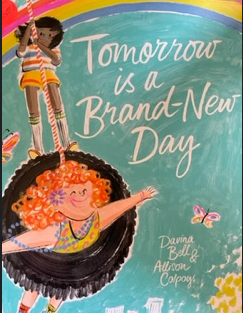 Tomorrow
is a
Brand-New
Day
Davina
Bell &
Allison
Colpoys